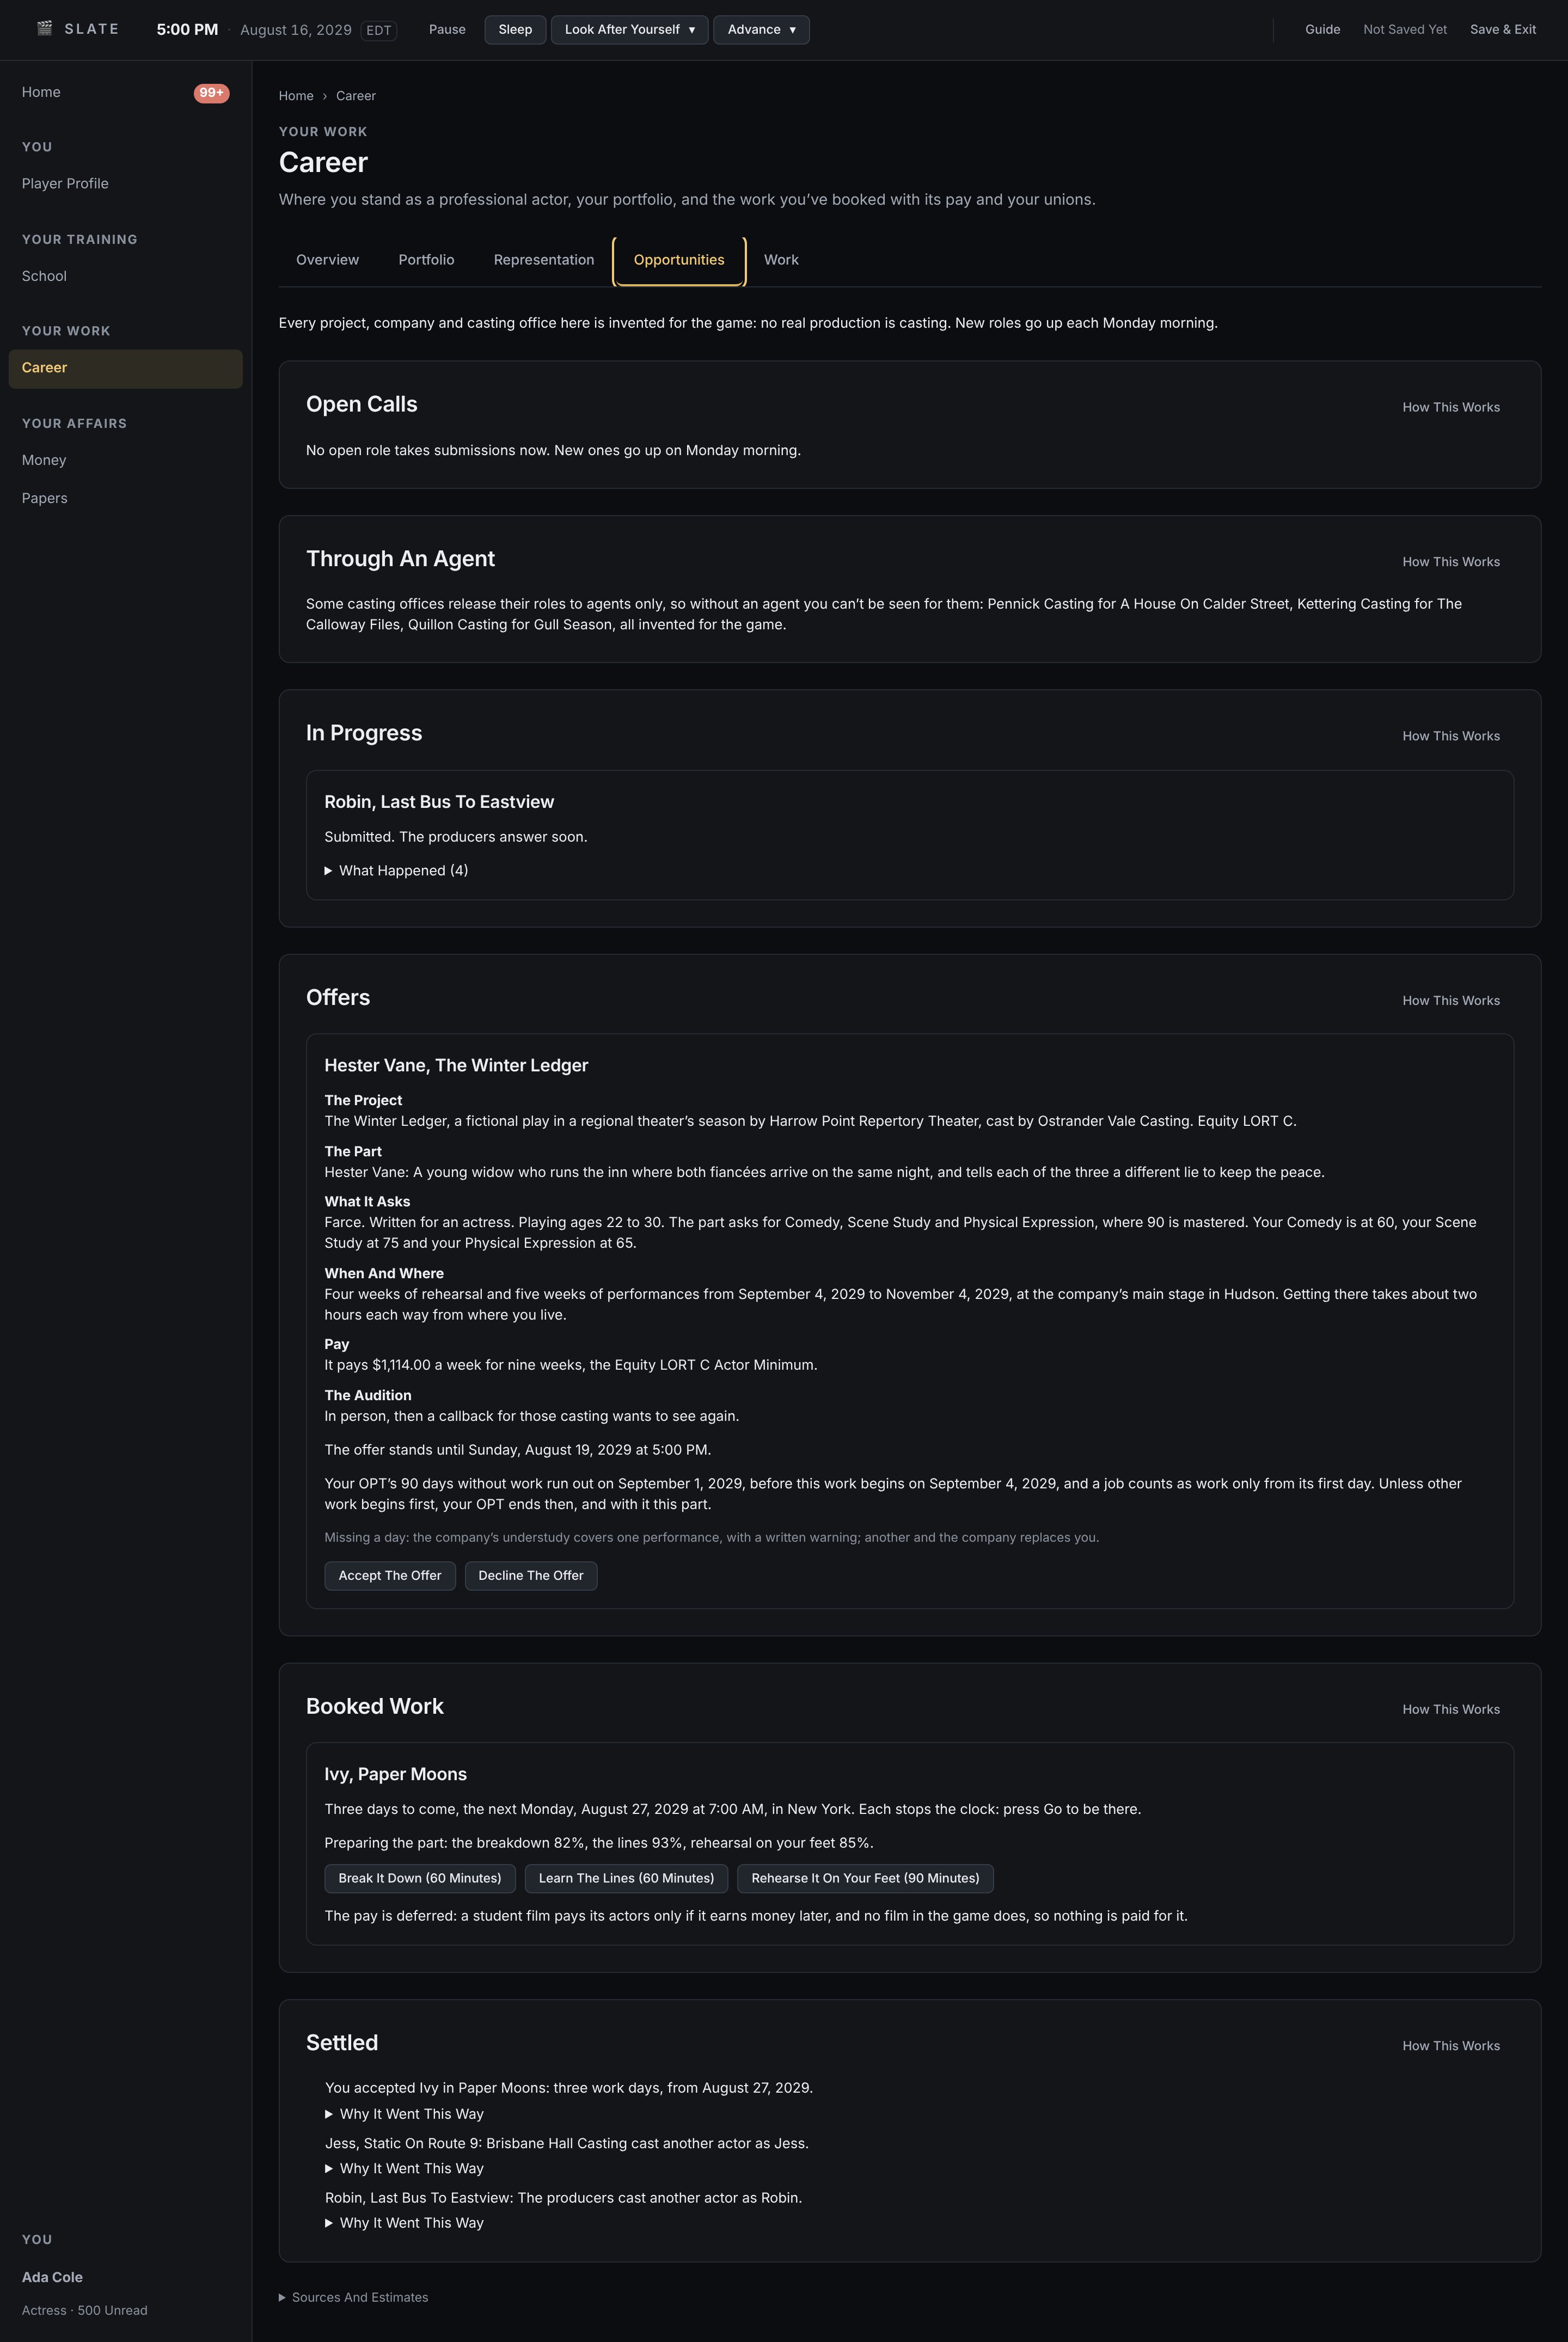 SLATE
5:00 PM · August 16, 2029 EDT
Pause
Sleep
Look After Yourself ▾
Advance ▾
Guide
Not Saved Yet
Save & Exit
Home 99+
YOU
Player Profile
YOUR TRAINING
School
YOUR WORK
Career
YOUR AFFAIRS
Money
Papers
Home › Career
YOUR WORK
Career
Where you stand as a professional actor, your portfolio, and the work you’ve booked with its pay and your unions.
Overview Portfolio Representation Opportunities Work
Every project, company and casting office here is invented for the game: no real production is casting. New roles go up each Monday morning.
Open Calls
How This Works
No open role takes submissions now. New ones go up on Monday morning.
Through An Agent
How This Works
Some casting offices release their roles to agents only, so without an agent you can’t be seen for them: Pennick Casting for A House On Calder Street, Kettering Casting for The
Calloway Files, Quillon Casting for Gull Season, all invented for the game.
In Progress
How This Works
Robin, Last Bus To Eastview
Submitted. The producers answer soon.
▶ What Happened (4)
Offers
How This Works
Hester Vane, The Winter Ledger
The Project
The Winter Ledger, a fictional play in a regional theater’s season by Harrow Point Repertory Theater, cast by Ostrander Vale Casting. Equity LORT C.
The Part
Hester Vane: A young widow who runs the inn where both fiancées arrive on the same night, and tells each of the three a different lie to keep the peace.
What It Asks
Farce. Written for an actress. Playing ages 22 to 30. The part asks for Comedy, Scene Study and Physical Expression, where 90 is mastered. Your Comedy is at 60, your Scene
Study at 75 and your Physical Expression at 65.
When And Where
Four weeks of rehearsal and five weeks of performances from September 4, 2029 to November 4, 2029, at the company’s main stage in Hudson. Getting there takes about two
hours each way from where you live.
Pay
It pays $1,114.00 a week for nine weeks, the Equity LORT C Actor Minimum.
The Audition
In person, then a callback for those casting wants to see again.
The offer stands until Sunday, August 19, 2029 at 5:00 PM.
Your OPT’s 90 days without work run out on September 1, 2029, before this work begins on September 4, 2029, and a job counts as work only from its first day. Unless other
work begins first, your OPT ends then, and with it this part.
Missing a day: the company’s understudy covers one performance, with a written warning; another and the company replaces you.
Accept The Offer
Decline The Offer
Booked Work
How This Works
Ivy, Paper Moons
Three days to come, the next Monday, August 27, 2029 at 7:00 AM, in New York. Each stops the clock: press Go to be there.
Preparing the part: the breakdown 82%, the lines 93%, rehearsal on your feet 85%.
Break It Down (60 Minutes)
Learn The Lines (60 Minutes)
Rehearse It On Your Feet (90 Minutes)
The pay is deferred: a student film pays its actors only if it earns money later, and no film in the game does, so nothing is paid for it.
Settled
How This Works
You accepted Ivy in Paper Moons: three work days, from August 27, 2029.
▶ Why It Went This Way
Jess, Static On Route 9: Brisbane Hall Casting cast another actor as Jess.
▶ Why It Went This Way
Robin, Last Bus To Eastview: The producers cast another actor as Robin.
▶ Why It Went This Way
▶ Sources And Estimates
YOU
Ada Cole
Actress · 500 Unread